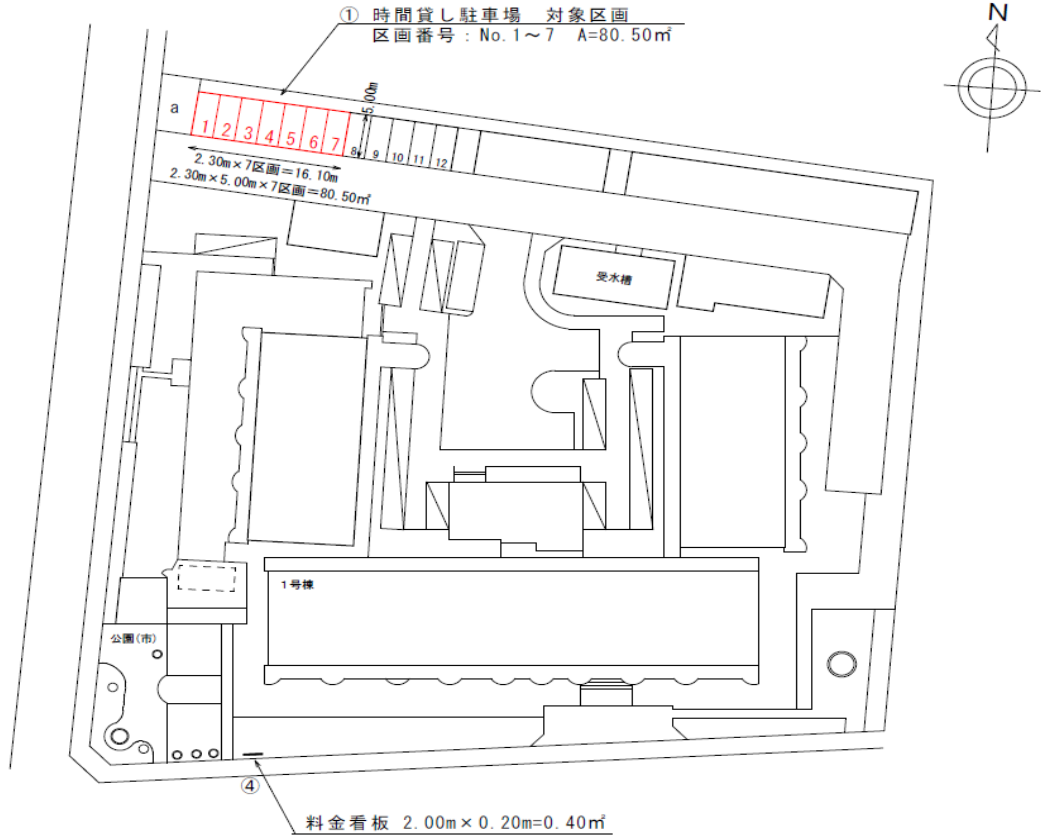 ① 時間貸し駐車場 対象区画
区画番号：No.1～7 A=80.50㎡
N
a
1 2 3 4 5 6 7 8 9 10 11 12
5.00m
2.30m×7区画＝16.10m
2.30m×5.00m×7区画＝80.50㎡
受水槽
1号棟
公園(市)
④
料金看板 2.00m×0.20m=0.40㎡